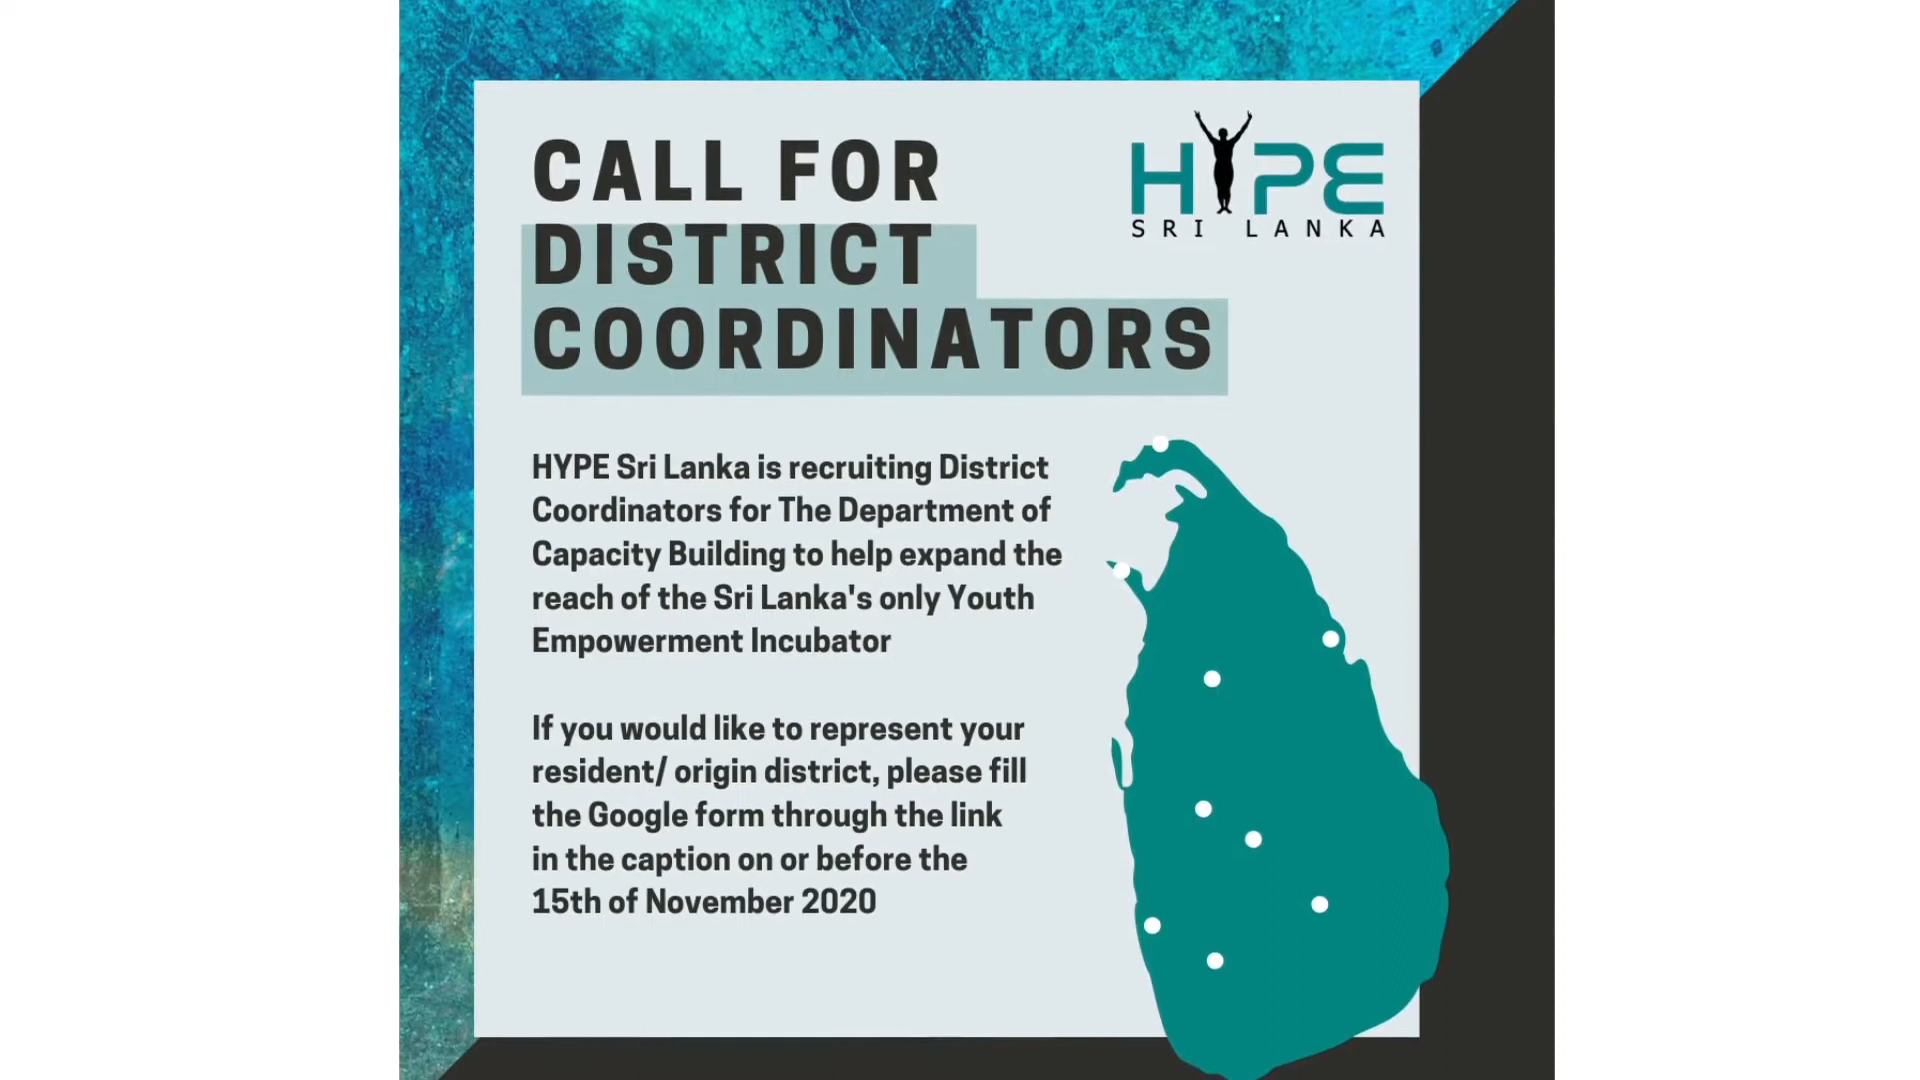 CALL FOR
DISTRICT
COORDINATORS
HYPE
SRI LANKA
HYPE Sri Lanka is recruiting District
Coordinators for The Department of
Capacity Building to help expand the
reach of the Sri Lanka's only Youth
Empowerment Incubator
If you would like to represent your
resident/ origin district, please fill
the Google form through the link
in the caption on or before the
15th of November 2020